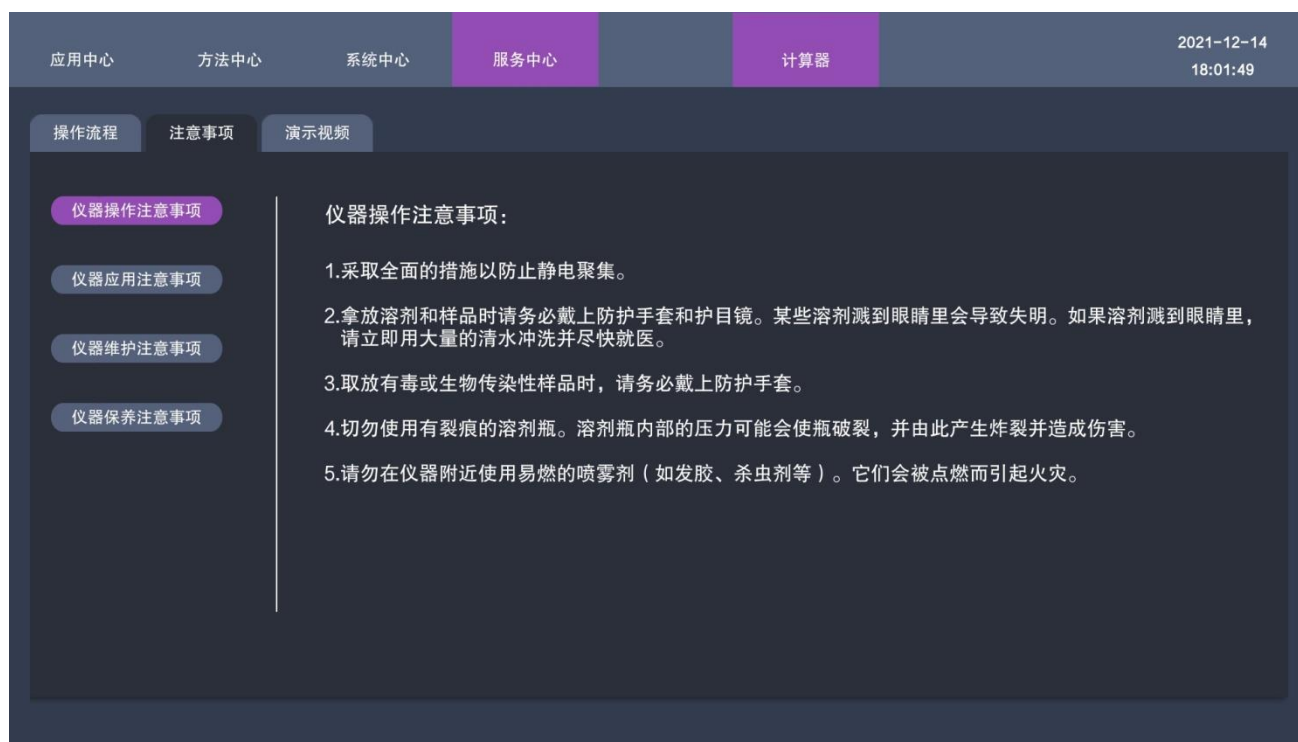 应用中心
方法中心
系统中心
服务中心
计算器
2021-12-14
18:01:49
操作流程
注意事项
演示视频
仪器操作注意事项
仪器应用注意事项
仪器维护注意事项
仪器保养注意事项
仪器操作注意事项：
1.采取全面的措施以防止静电聚集。
2.拿放溶剂和样品时请务必戴上防护手套和护目镜。某些溶剂溅到眼睛里会导致失明。如果溶剂溅到眼睛里，
请立即用大量的清水冲洗并尽快就医。
3.取放有毒或生物传染性样品时，请务必戴上防护手套。
4.切勿使用有裂痕的溶剂瓶。溶剂瓶内部的压力可能会使瓶破裂，并由此产生炸裂并造成伤害。
5.请勿在仪器附近使用易燃的喷雾剂（如发胶、杀虫剂等）。它们会被点燃而引起火灾。